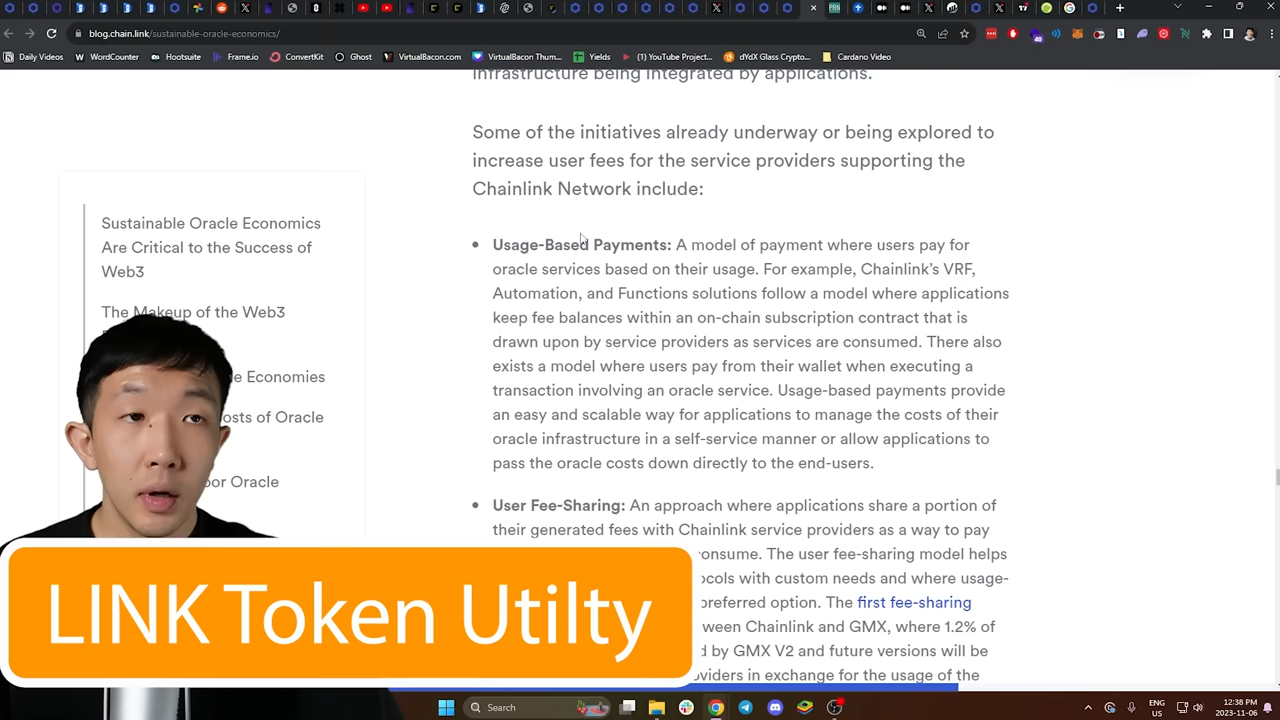 blog.chain.link/sustainable-oracle-economics/
Daily Videos
WordCounter
Hootsuite
Frame.io
ConvertKit
Ghost
VirtualBacon.com
VirtualBacon Thum...
Yields
(1) YouTube Project...
dYdX Glass Crypto...
Cardano Video
infrastructure being integrated by applications.
Some of the initiatives already underway or being explored to
increase user fees for the service providers supporting the
Chainlink Network include:
Sustainable Oracle Economics
Are Critical to the Success of
Web3
The Makeup of the Web3
e Economies
osts of Oracle
oor Oracle
Usage-Based Payments: A model of payment where users pay for
oracle services based on their usage. For example, Chainlink's VRF,
Automation, and Functions solutions follow a model where applications
keep fee balances within an on-chain subscription contract that is
drawn upon by service providers as services are consumed. There also
exists a model where users pay from their wallet when executing a
transaction involving an oracle service. Usage-based payments provide
an easy and scalable way for applications to manage the costs of their
oracle infrastructure in a self-service manner or allow applications to
pass the oracle costs down directly to the end-users.
User Fee-Sharing: An approach where applications share a portion of
their generated fees with Chainlink service providers as a way to pay
onsume. The user fee-sharing model helps
ocols with custom needs and where usage-
preferred option. The first fee-sharing
ween Chainlink and GMX, where 1.2% of
d by GMX V2 and future versions will be
oviders in exchange for the usage of the
LINK Token Utilty
Search
ENG
US
12:38 PM
2023-11-06